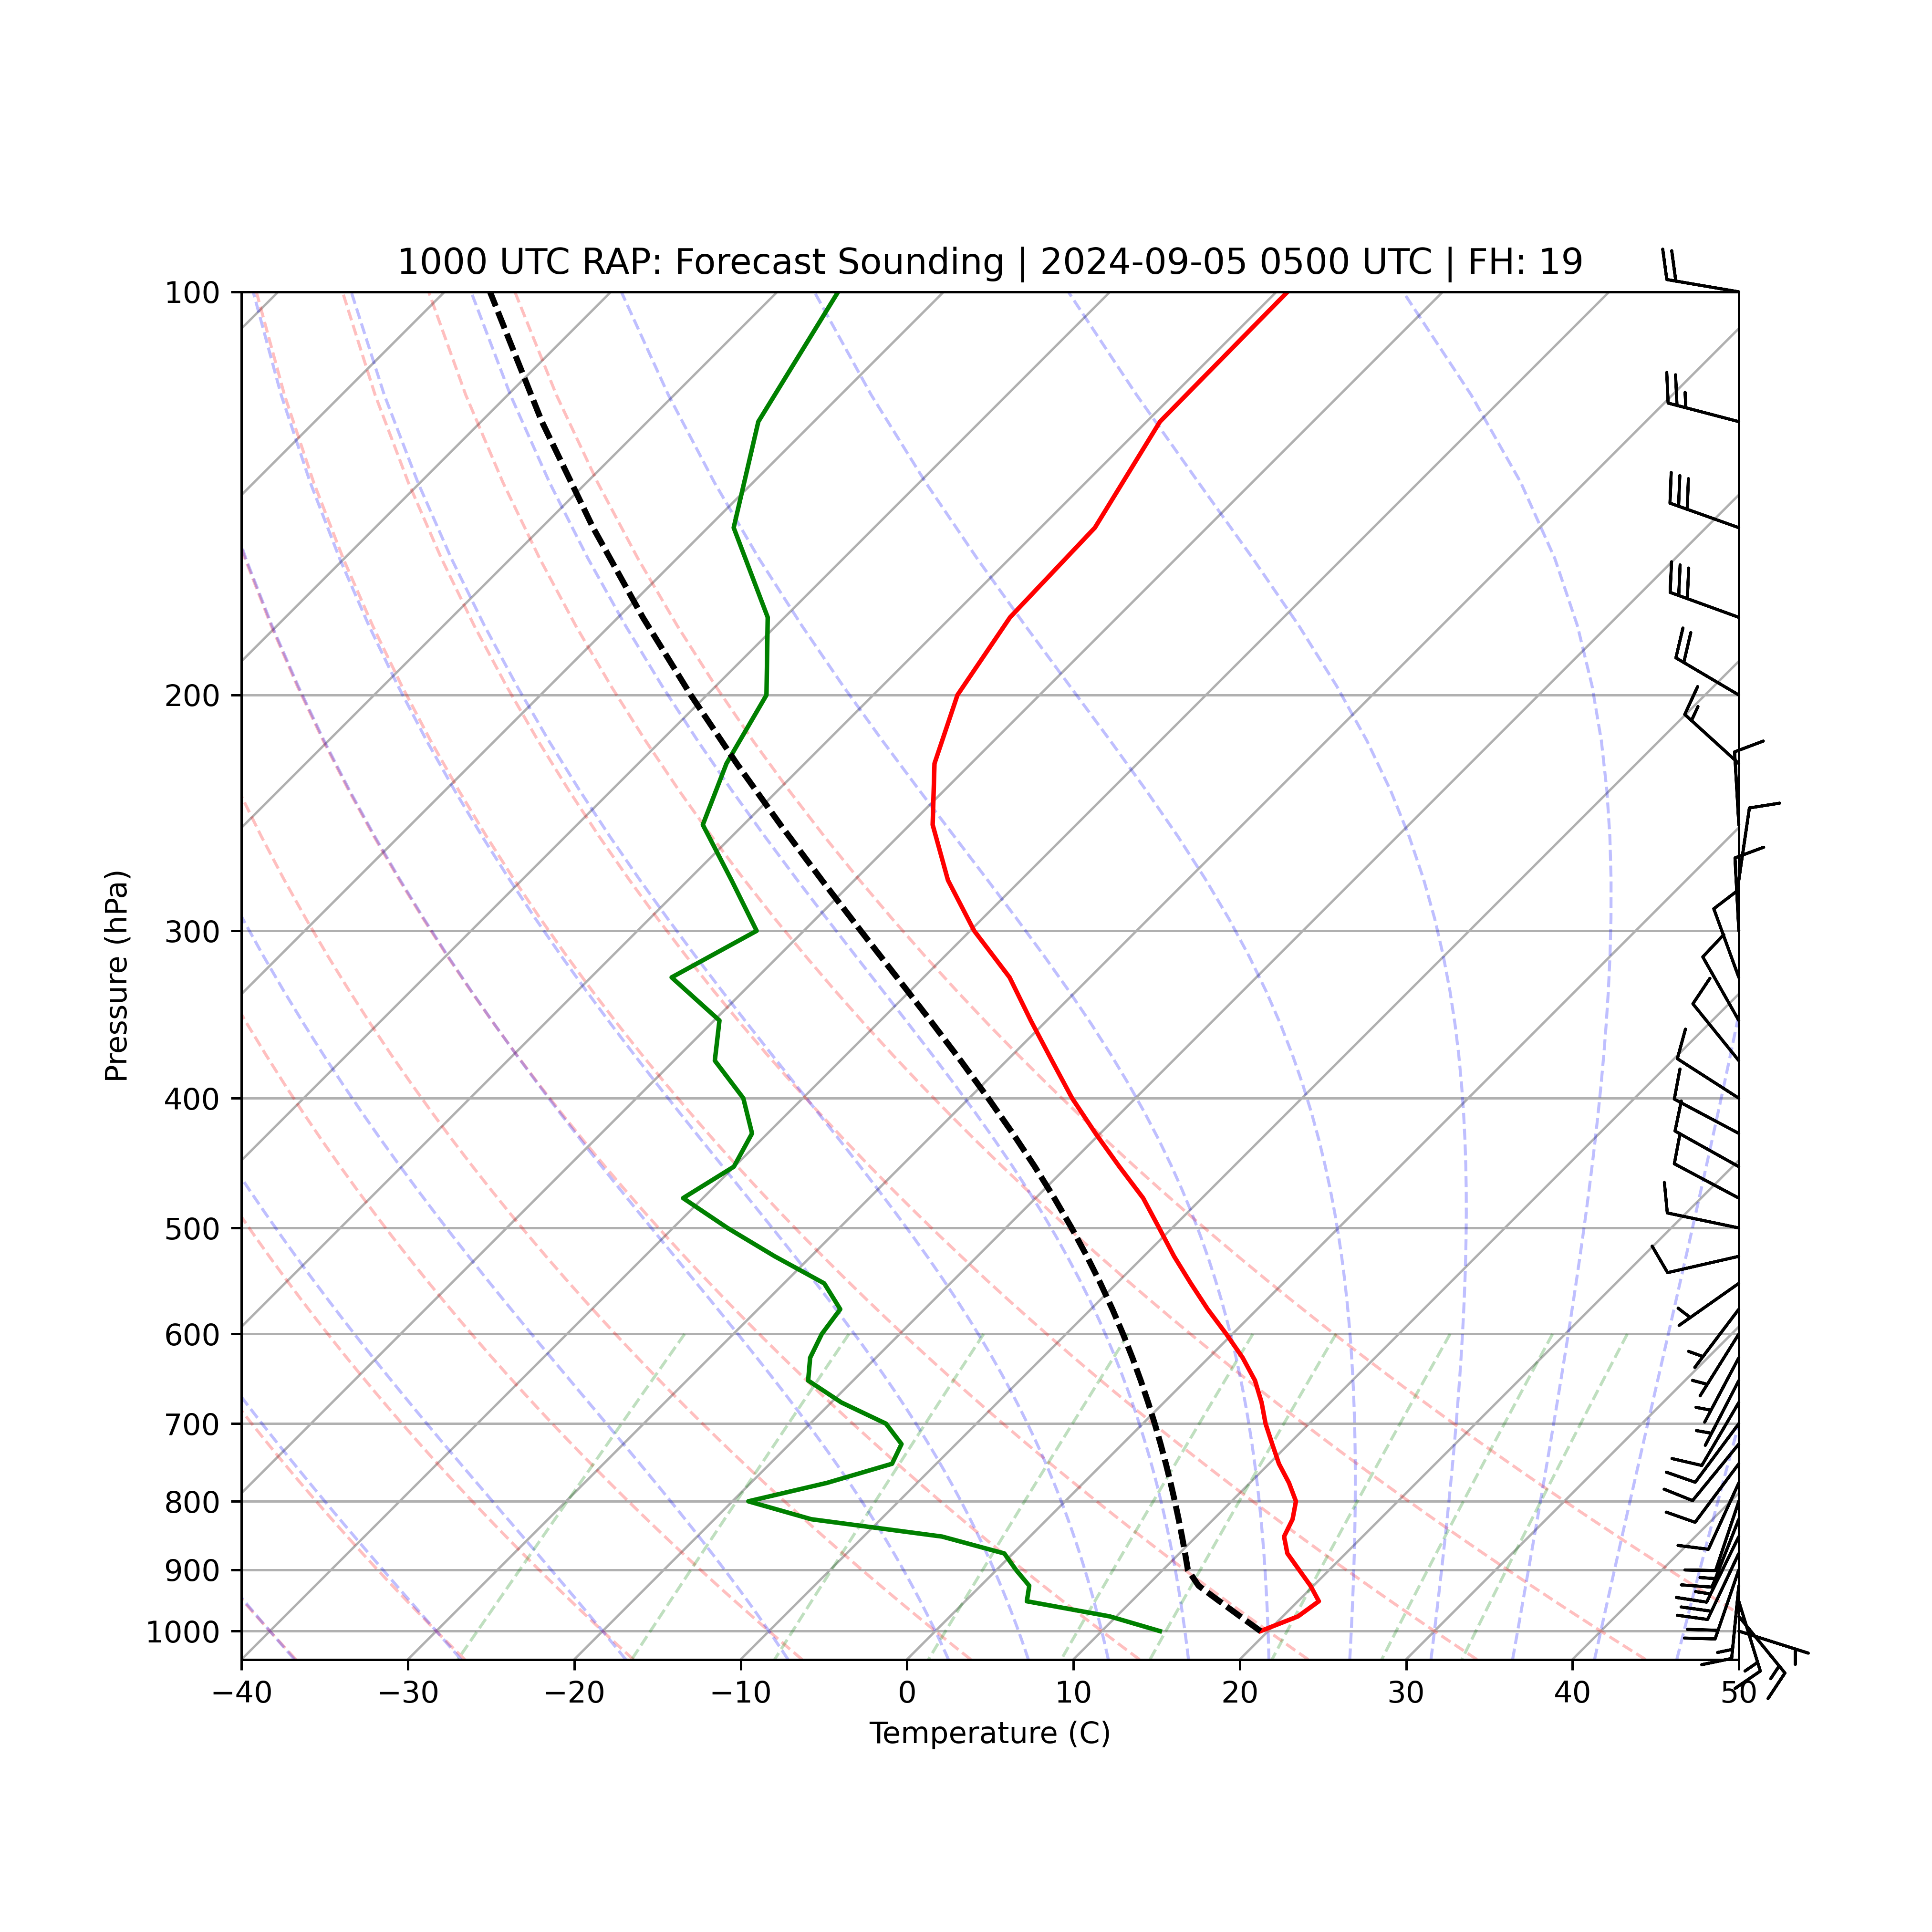 1000 UTC RAP: Forecast Sounding | 2024-09-05 0500 UTC | FH: 19
100
200
300
400
500
600
700
800
900
1000
Pressure (hPa)
−40 −30 −20 −10 0 10 20 30 40 50
Temperature (C)